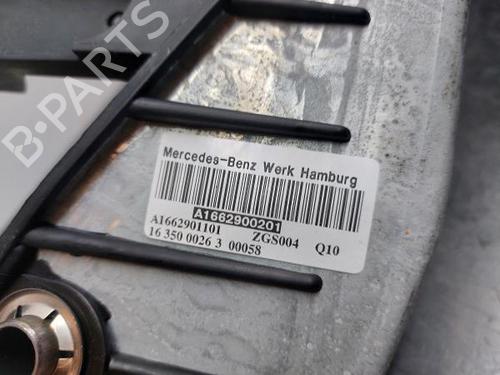 B-PARTS
Mercedes-Benz Werk Hamburg
A1662900201
A1662901101 ZGS004 Q10
16 350 0026 3 00058